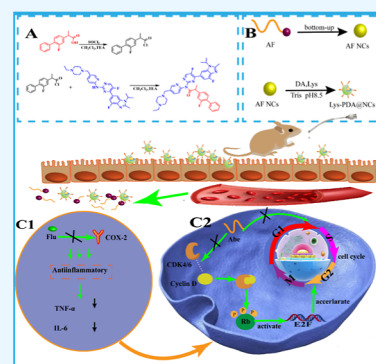 A
SOCl₂
CH₂Cl₂,TEA
+
CH₂Cl₂,TEA
B
AF
bottom-up
AF NCs
AF NCs
DA,Lys
Tris pH8.5
Lys-PDA@NCs
C1
Flu
COX-2
Antiinflammatory
TNF-α
IL-6
C2
Abe
CDK4/6
Cyclin D
P P P
Rb
activate
E2F
accerlarate
G1
S
G2
M
cell cycle